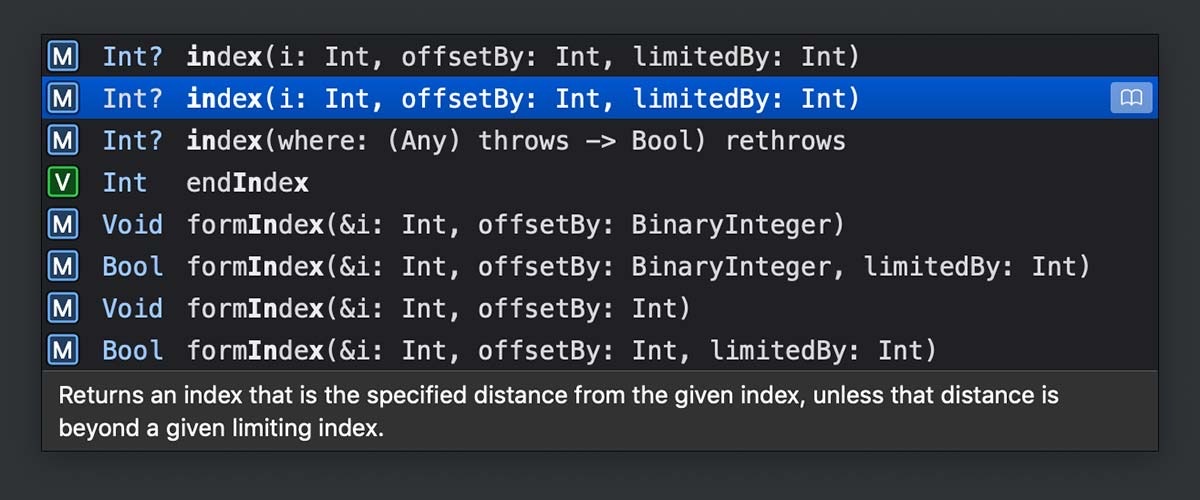 M Int? index(i: Int, offsetBy: Int, limitedBy: Int)
M Int? index(i: Int, offsetBy: Int, limitedBy: Int)
M Int? index(where: (Any) throws -> Bool) rethrows
V Int endIndex
M Void formIndex(&i: Int, offsetBy: BinaryInteger)
M Bool formIndex(&i: Int, offsetBy: BinaryInteger, limitedBy: Int)
M Void formIndex(&i: Int, offsetBy: Int)
M Bool formIndex(&i: Int, offsetBy: Int, limitedBy: Int)
Returns an index that is the specified distance from the given index, unless that distance is
beyond a given limiting index.